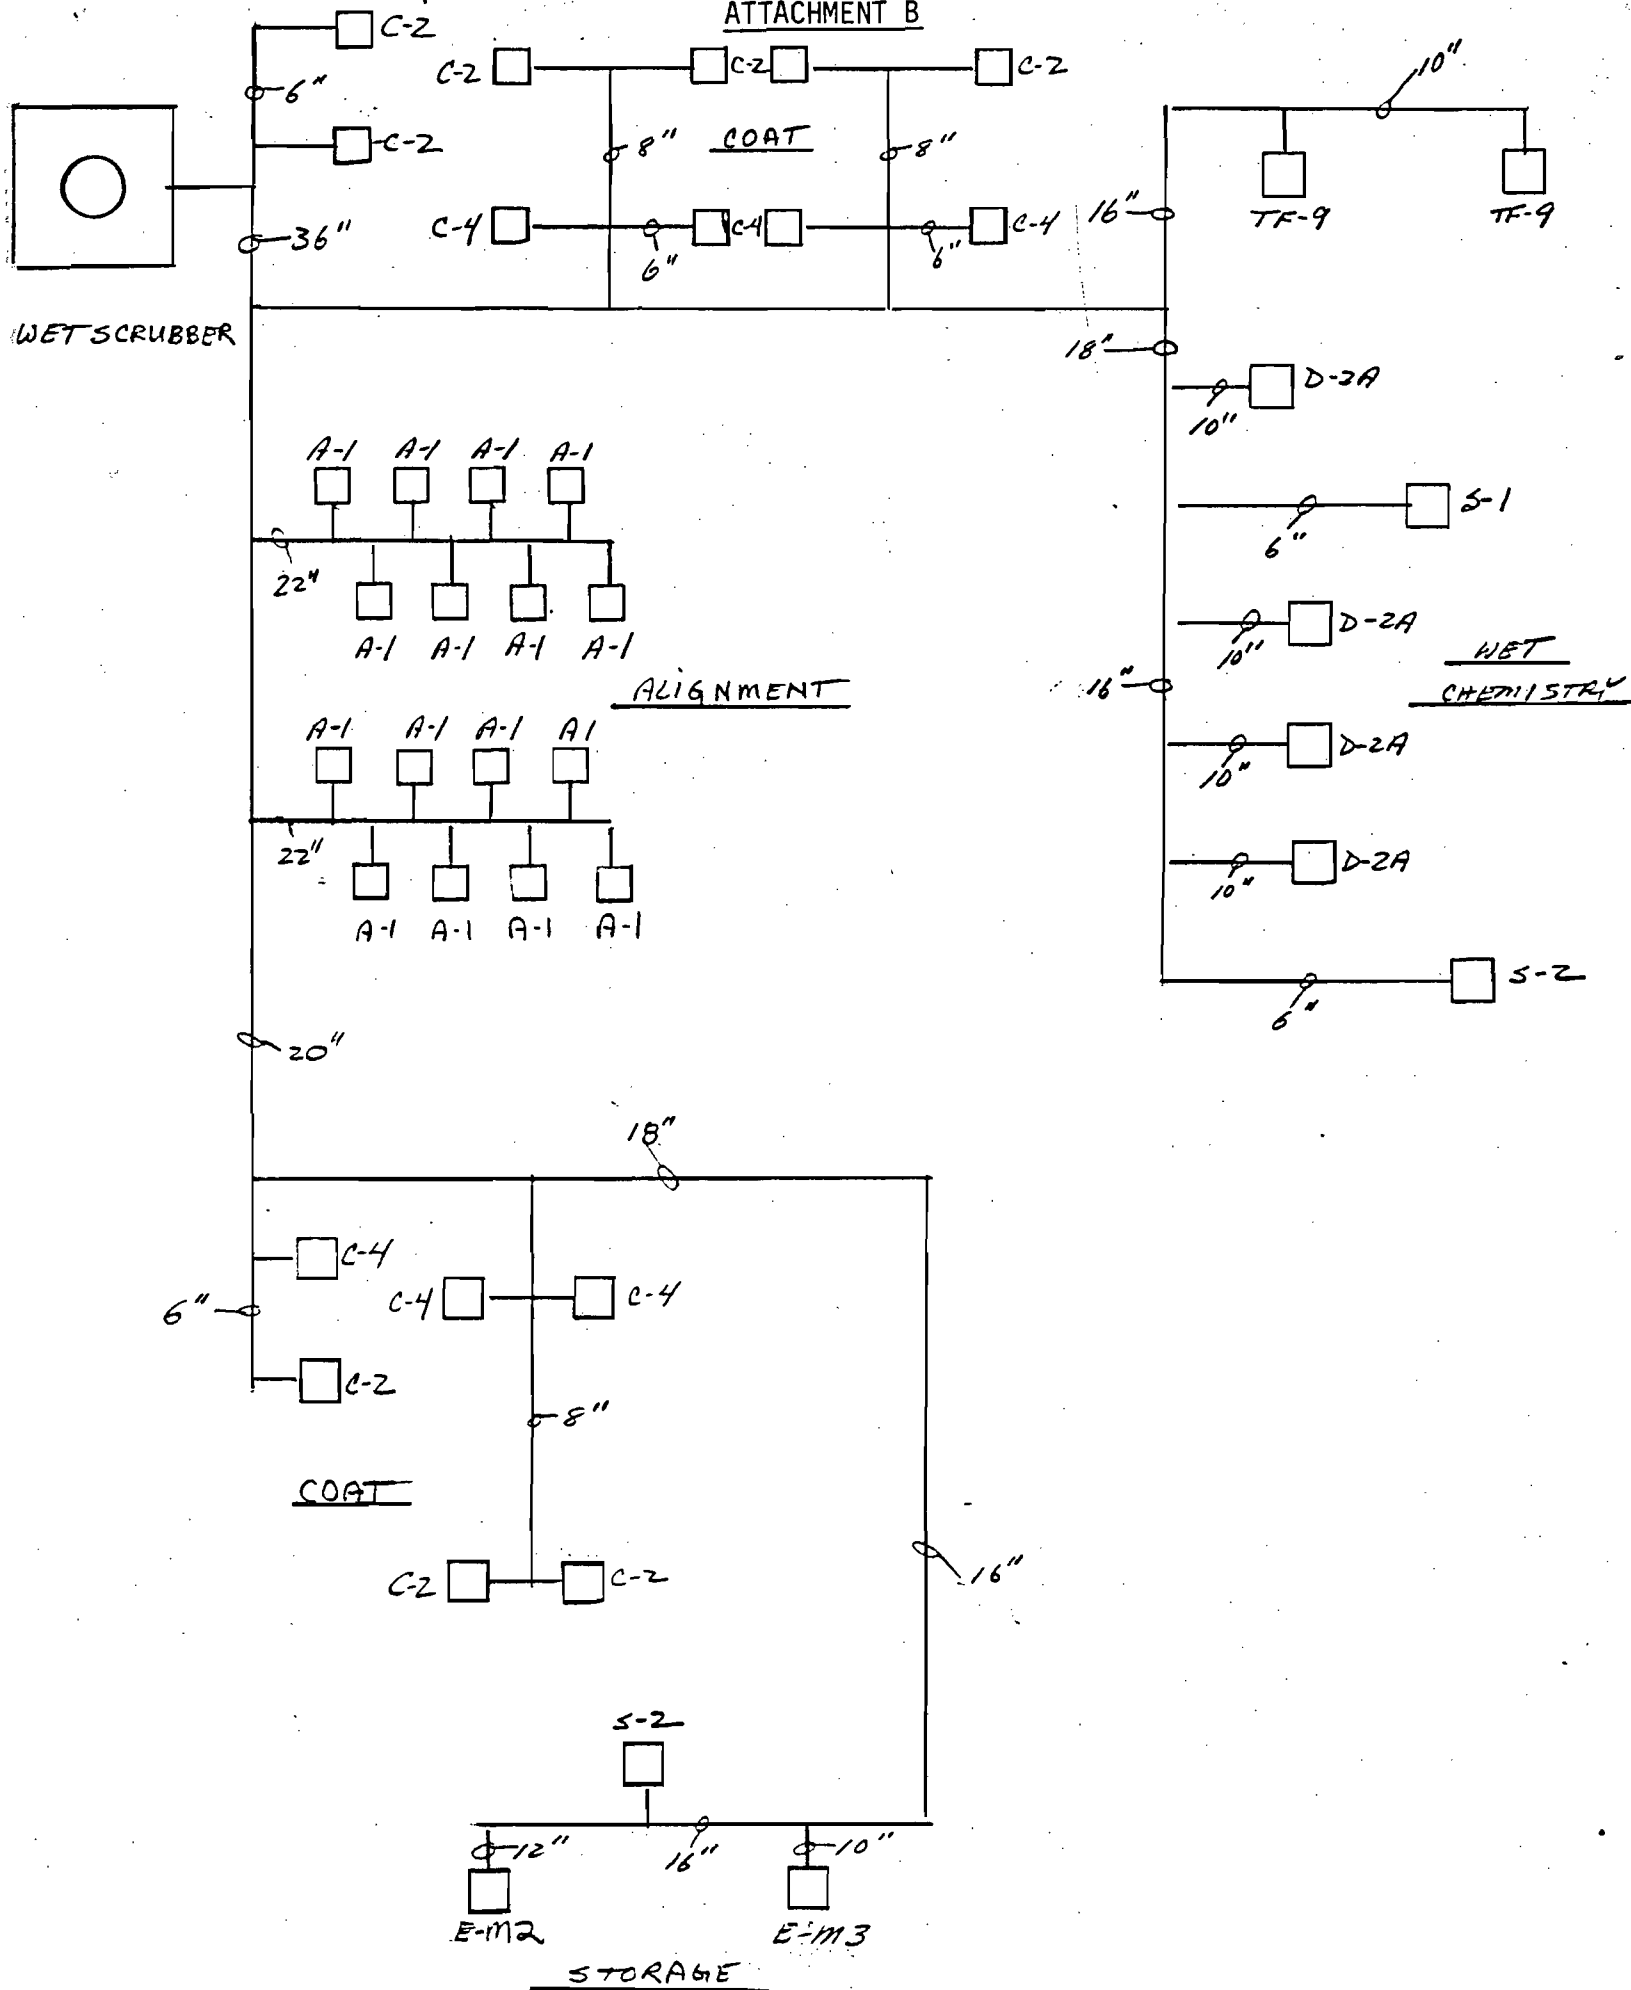 ATTACHMENT B
C-2
6"
C-2
C-2
C-2
C-2
8"
COAT
8"
C-4
6"
C-4
6"
C-4
36"
WET SCRUBBER
10"
16"
TF-9
TF-9
18"
D-2A
10"
S-1
6"
D-2A
10"
WET
CHEMISTRY
16"
D-2A
10"
D-2A
10"
S-2
6"
A-1
A-1
A-1
A-1
22"
A-1
A-1
A-1
A-1
ALIGNMENT
A-1
A-1
A-1
A1
22"
A-1
A-1
A-1
A-1
20"
18"
C-4
6"
C-4
C-4
C-2
8"
COAT
C-2
C-2
16"
S-2
12"
16"
10"
E-M2
E-M3
STORAGE